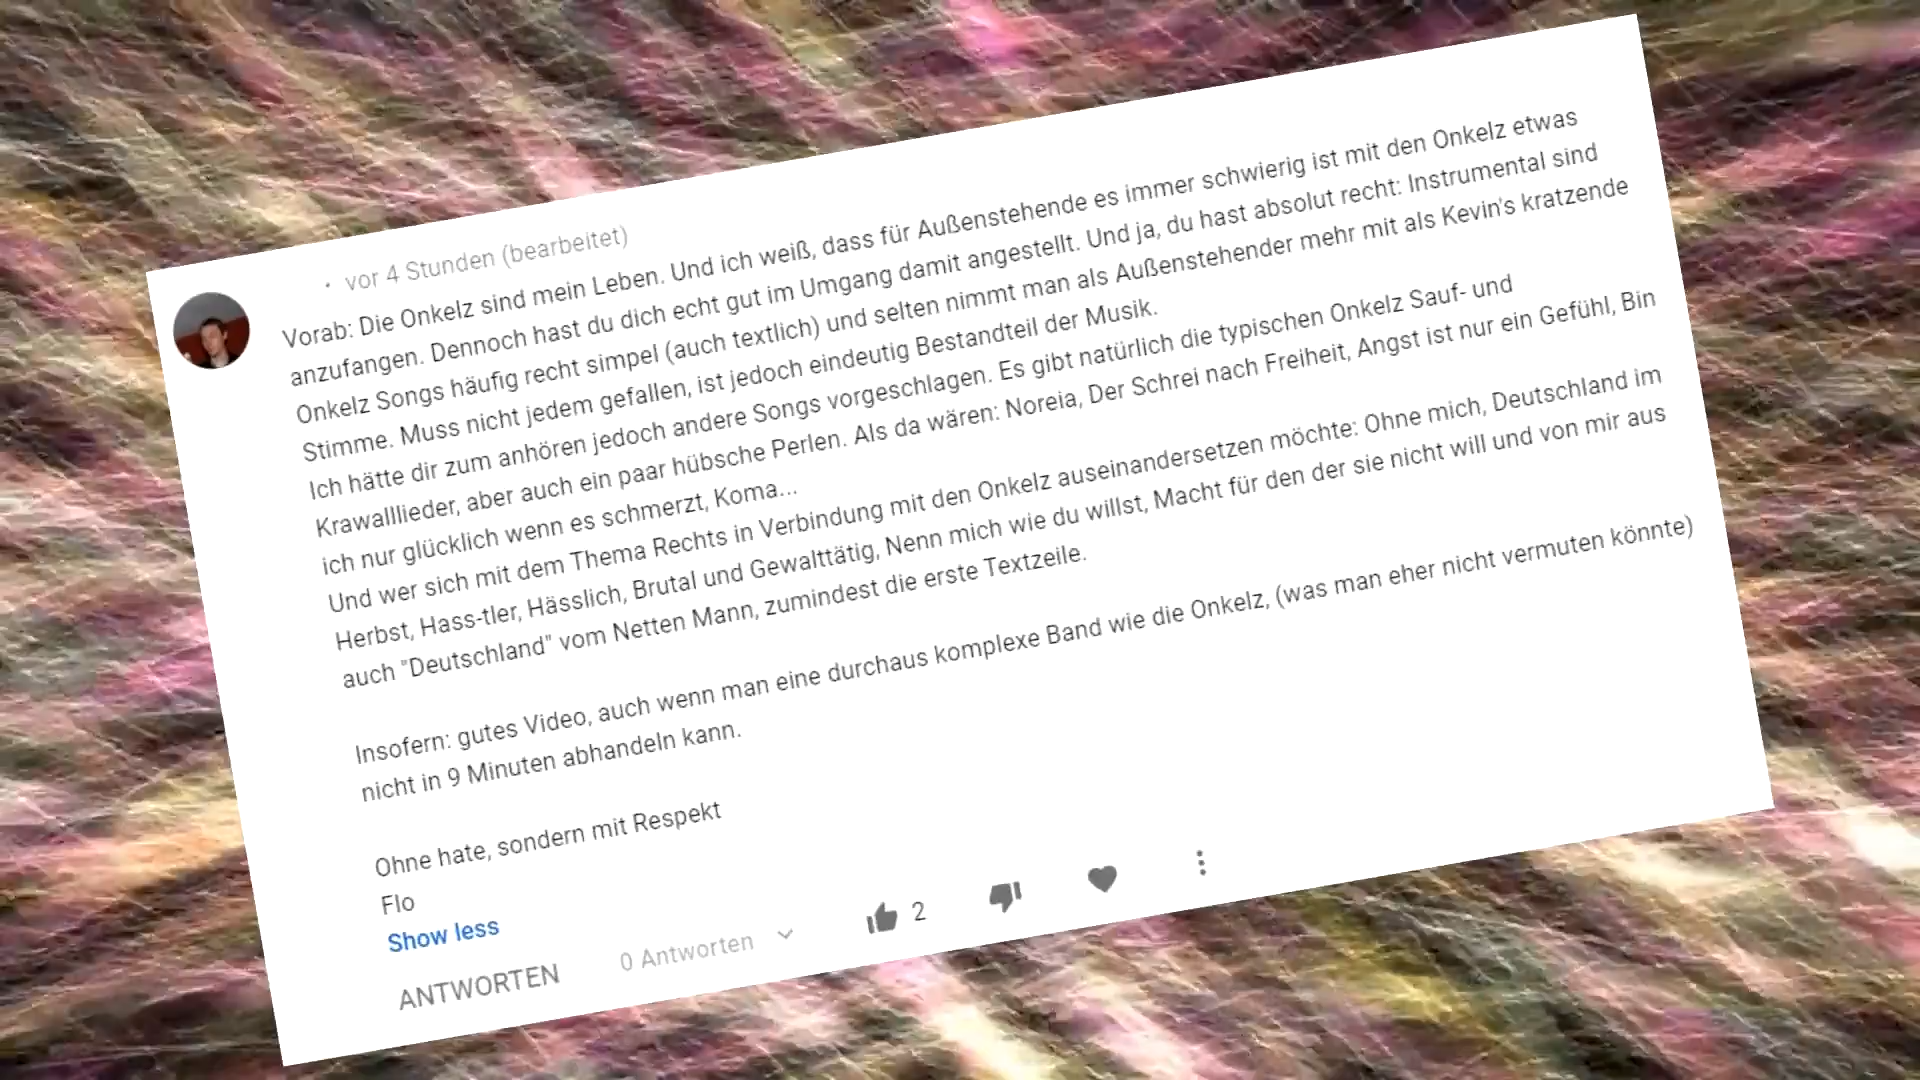 · vor 4 Stunden (bearbeitet)
Vorab: Die Onkelz sind mein Leben. Und ich weiß, dass für Außenstehende es immer schwierig ist mit den Onkelz etwas
anzufangen. Dennoch hast du dich echt gut im Umgang damit angestellt. Und ja, du hast absolut recht: Instrumental sind
Onkelz Songs häufig recht simpel (auch textlich) und selten nimmt man als Außenstehender mehr mit als Kevin's kratzende
Stimme. Muss nicht jedem gefallen, ist jedoch eindeutig Bestandteil der Musik.
Ich hätte dir zum anhören jedoch andere Songs vorgeschlagen. Es gibt natürlich die typischen Onkelz Sauf- und
Krawalllieder, aber auch ein paar hübsche Perlen. Als da wären: Noreia, Der Schrei nach Freiheit, Angst ist nur ein Gefühl, Bin
ich nur glücklich wenn es schmerzt, Koma...
Und wer sich mit dem Thema Rechts in Verbindung mit den Onkelz auseinandersetzen möchte: Ohne mich, Deutschland im
Herbst, Hass-tler, Hässlich, Brutal und Gewalttätig, Nenn mich wie du willst, Macht für den der sie nicht will und von mir aus
auch "Deutschland" vom Netten Mann, zumindest die erste Textzeile.
Insofern: gutes Video, auch wenn man eine durchaus komplexe Band wie die Onkelz, (was man eher nicht vermuten könnte)
nicht in 9 Minuten abhandeln kann.
Ohne hate, sondern mit Respekt
Flo
Show less
ANTWORTEN 0 Antworten 2